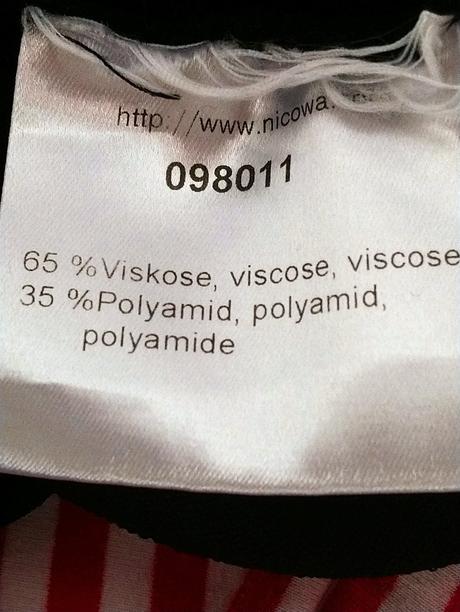 http://www.nicowa.
098011
65 %Viskose, viscose, viscose
35 %Polyamid, polyamid,
polyamide